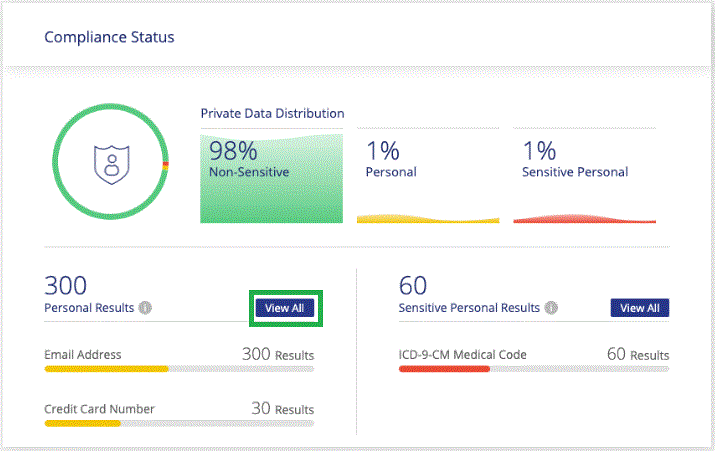 Compliance Status
Private Data Distribution
98%
Non-Sensitive
1%
Personal
1%
Sensitive Personal
300
Personal Results
View All
Email Address 300 Results
Credit Card Number 30 Results
60
Sensitive Personal Results
View All
ICD-9-CM Medical Code 60 Results